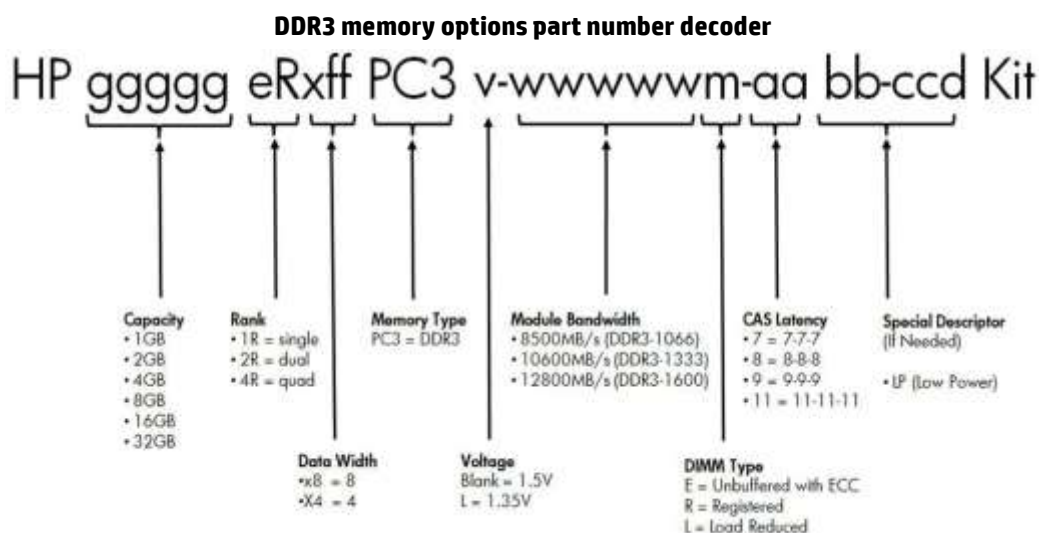 DDR3 memory options part number decoder
HP ggggg eRxff PC3 v-wwwwwm-aa bb-ccd Kit
Capacity
• 1GB
• 2GB
• 4GB
• 8GB
• 16GB
• 32GB
Rank
• 1R = single
• 2R = dual
• 4R = quad
Memory Type
PC3 = DDR3
Module Bandwidth
• 8500MB/s (DDR3-1066)
• 10600MB/s (DDR3-1333)
• 12800MB/s (DDR3-1600)
CAS Latency
• 7 = 7-7-7
• 8 = 8-8-8
• 9 = 9-9-9
• 11 = 11-11-11
Special Descriptor
(If Needed)
• LP (Low Power)
Data Width
•x8 = 8
•X4 = 4
Voltage
Blank = 1.5V
L = 1.35V
DIMM Type
E = Unbuffered with ECC
R = Registered
L = Load Reduced